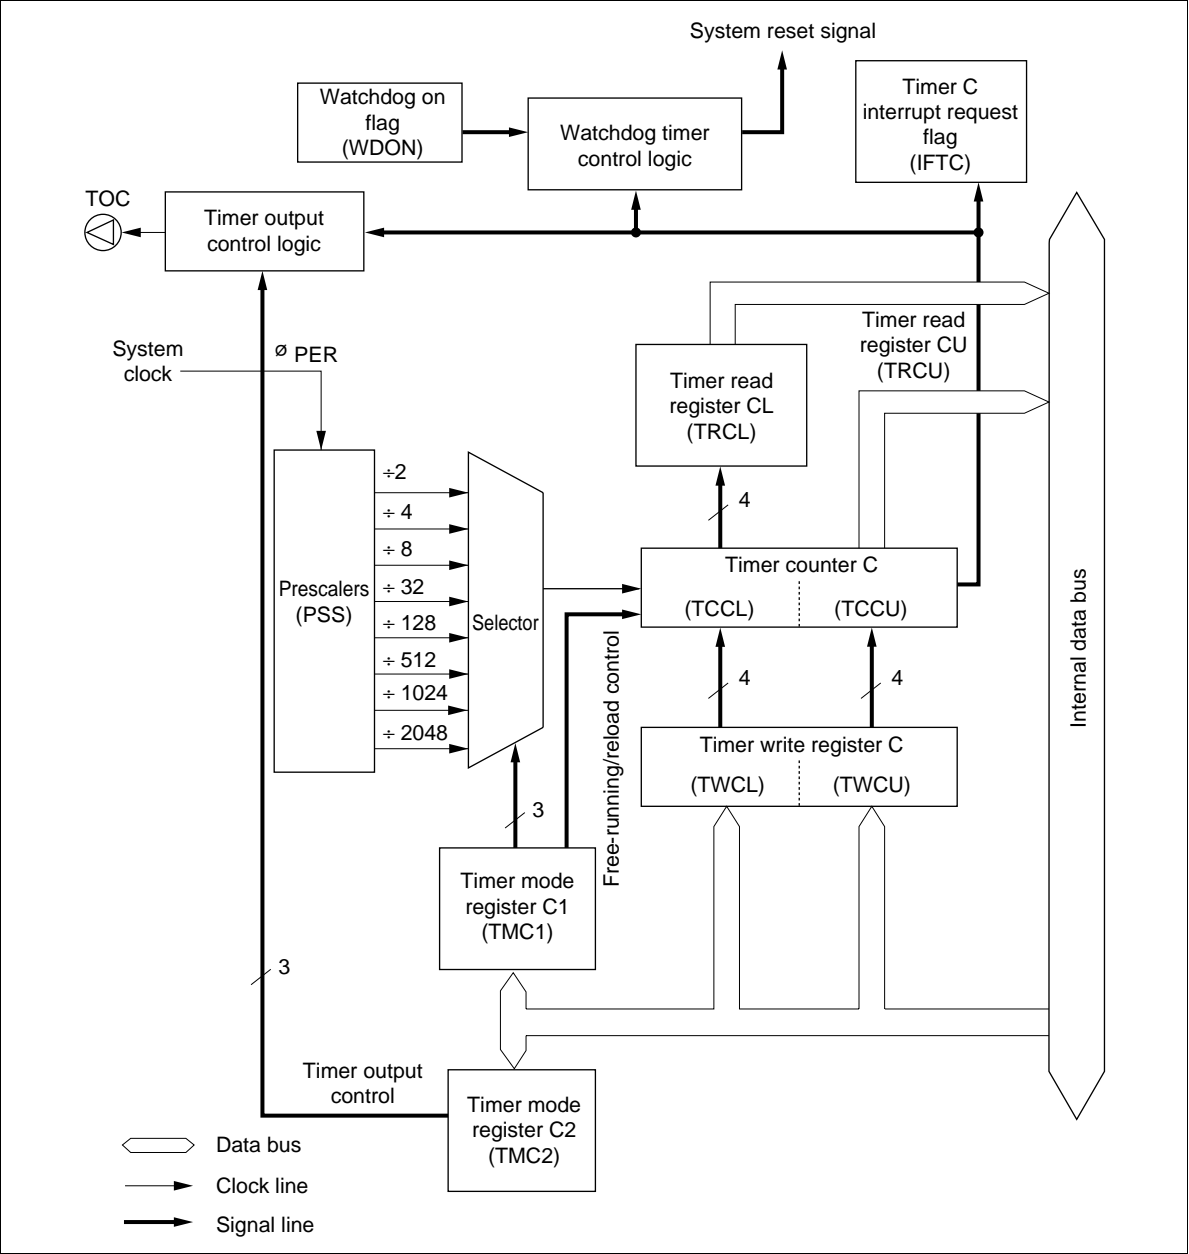 System reset signal
Watchdog on
flag
(WDON)
Watchdog timer
control logic
Timer C
interrupt request
flag
(IFTC)
TOC
Timer output
control logic
System
clock
ø PER
Timer read
register CL
(TRCL)
Timer read
register CU
(TRCU)
4
Prescalers
(PSS)
÷2
÷ 4
÷ 8
÷ 32
÷ 128
÷ 512
÷ 1024
÷ 2048
Selector
Timer counter C
(TCCL)
(TCCU)
Free-running/reload control
4
4
Timer write register C
(TWCL)
(TWCU)
Internal data bus
3
Timer mode
register C1
(TMC1)
3
Timer output
control
Timer mode
register C2
(TMC2)
Data bus
Clock line
Signal line